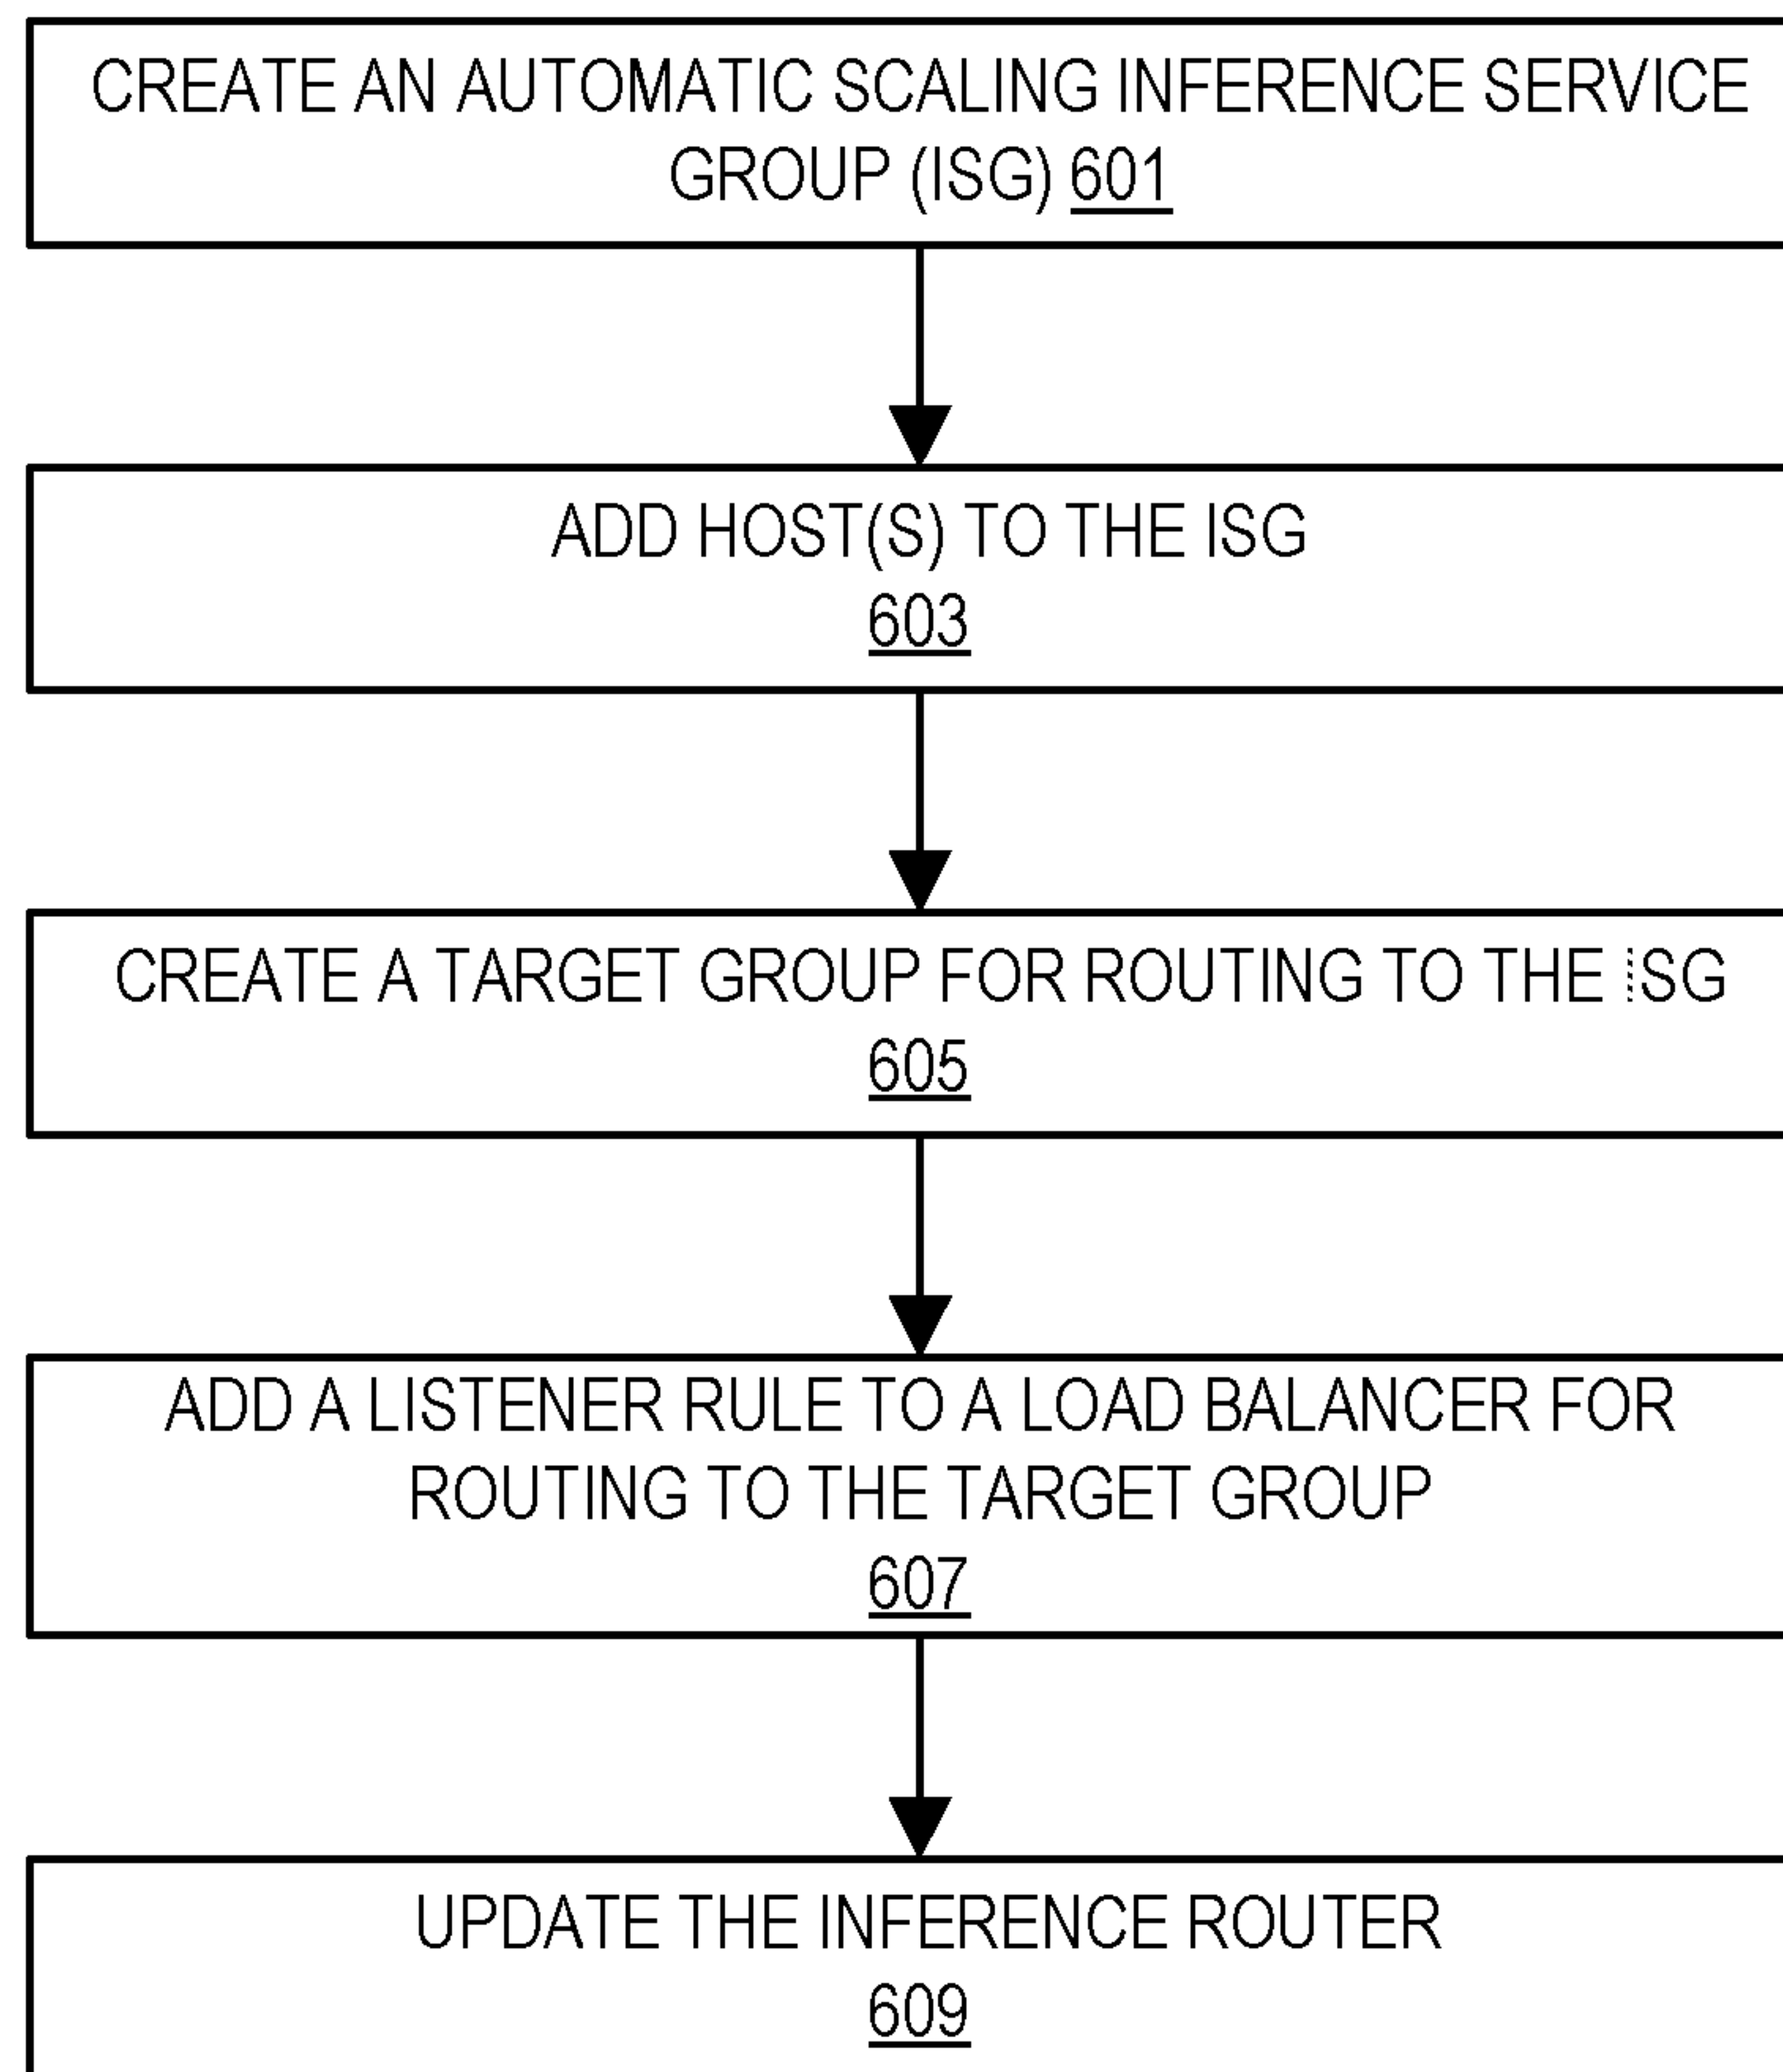 CREATE AN AUTOMATIC SCALING INFERENCE SERVICE
GROUP (ISG) 601
ADD HOST(S) TO THE ISG
603
CREATE A TARGET GROUP FOR ROUTING TO THE ISG
605
ADD A LISTENER RULE TO A LOAD BALANCER FOR
ROUTING TO THE TARGET GROUP
607
UPDATE THE INFERENCE ROUTER
609